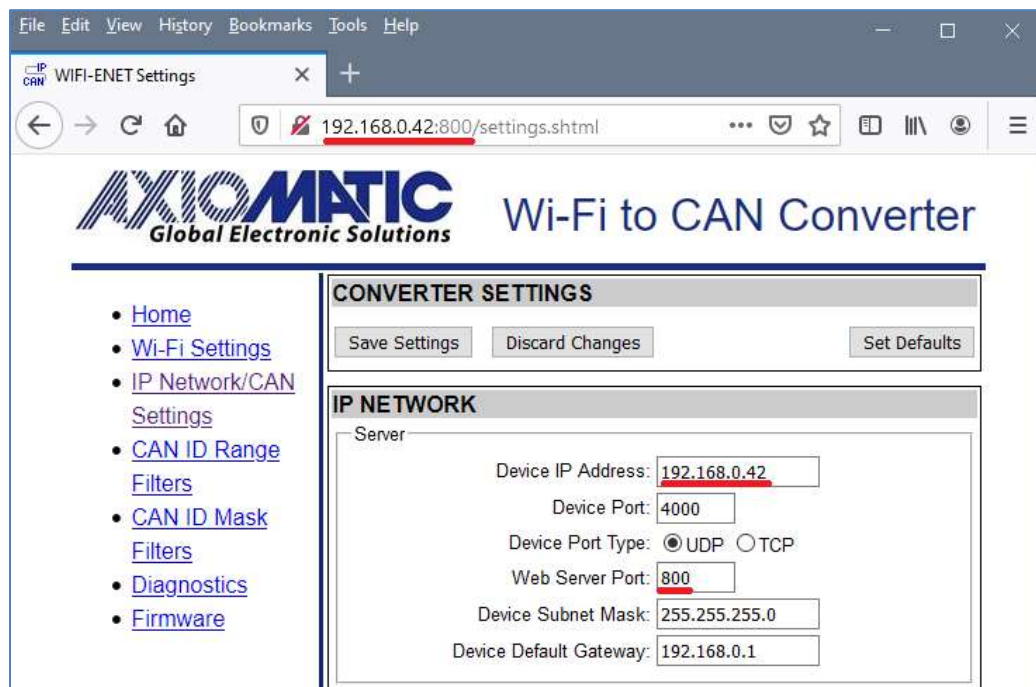 File Edit View History Bookmarks Tools Help
IP
CAN
WIFI-ENET Settings
192.168.0.42:800/settings.shtml
AXIOMATIC
Global Electronic Solutions
Wi-Fi to CAN Converter
Home
Wi-Fi Settings
IP Network/CAN
Settings
CAN ID Range
Filters
CAN ID Mask
Filters
Diagnostics
Firmware
CONVERTER SETTINGS
Save Settings Discard Changes Set Defaults
IP NETWORK
Server
Device IP Address: 192.168.0.42
Device Port: 4000
Device Port Type: UDP TCP
Web Server Port: 800
Device Subnet Mask: 255.255.255.0
Device Default Gateway: 192.168.0.1